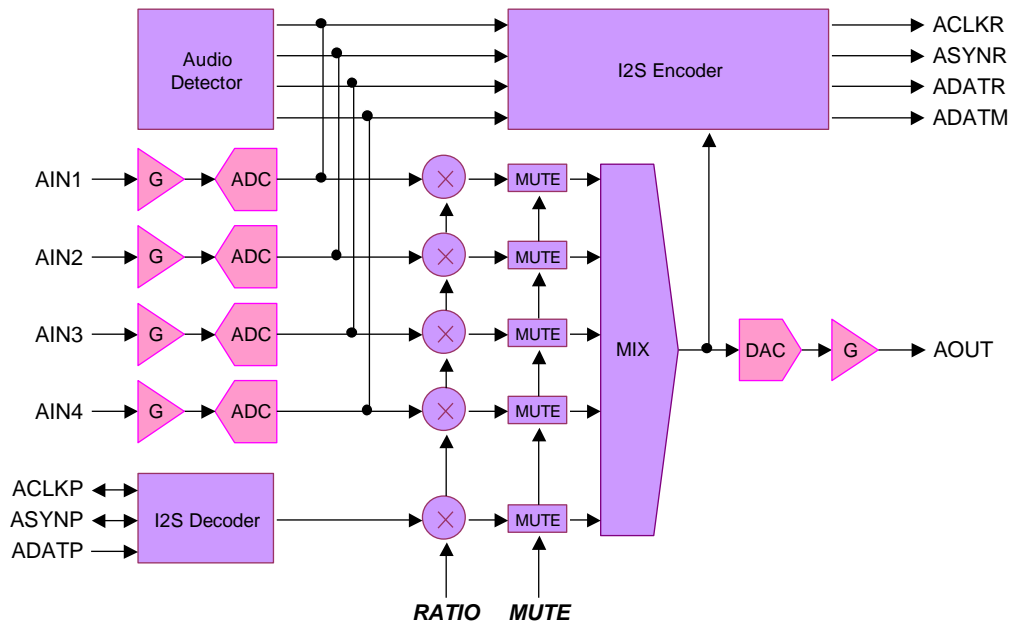 Audio
Detector
I2S Encoder
ACLKR
ASYNR
ADATR
ADATM
AIN1
G
ADC
MUTE
AIN2
G
ADC
MUTE
AIN3
G
ADC
MUTE
MIX
DAC
G
AOUT
AIN4
G
ADC
MUTE
ACLKP
ASYNP
ADATP
I2S Decoder
MUTE
RATIO
MUTE